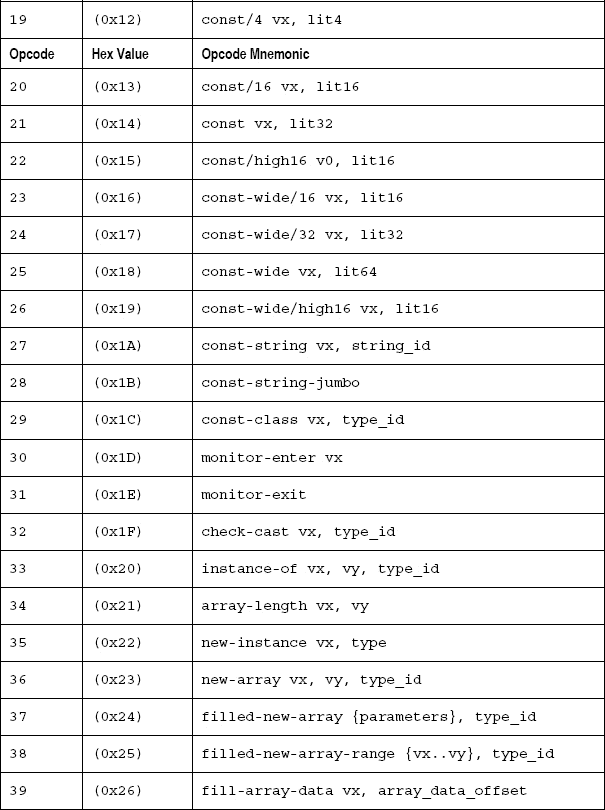 19 (0x12) const/4 vx, lit4
Opcode Hex Value Opcode Mnemonic
20 (0x13) const/16 vx, lit16
21 (0x14) const vx, lit32
22 (0x15) const/high16 v0, lit16
23 (0x16) const-wide/16 vx, lit16
24 (0x17) const-wide/32 vx, lit32
25 (0x18) const-wide vx, lit64
26 (0x19) const-wide/high16 vx, lit16
27 (0x1A) const-string vx, string_id
28 (0x1B) const-string-jumbo
29 (0x1C) const-class vx, type_id
30 (0x1D) monitor-enter vx
31 (0x1E) monitor-exit
32 (0x1F) check-cast vx, type_id
33 (0x20) instance-of vx, vy, type_id
34 (0x21) array-length vx, vy
35 (0x22) new-instance vx, type
36 (0x23) new-array vx, vy, type_id
37 (0x24) filled-new-array {parameters}, type_id
38 (0x25) filled-new-array-range {vx..vy}, type_id
39 (0x26) fill-array-data vx, array_data_offset